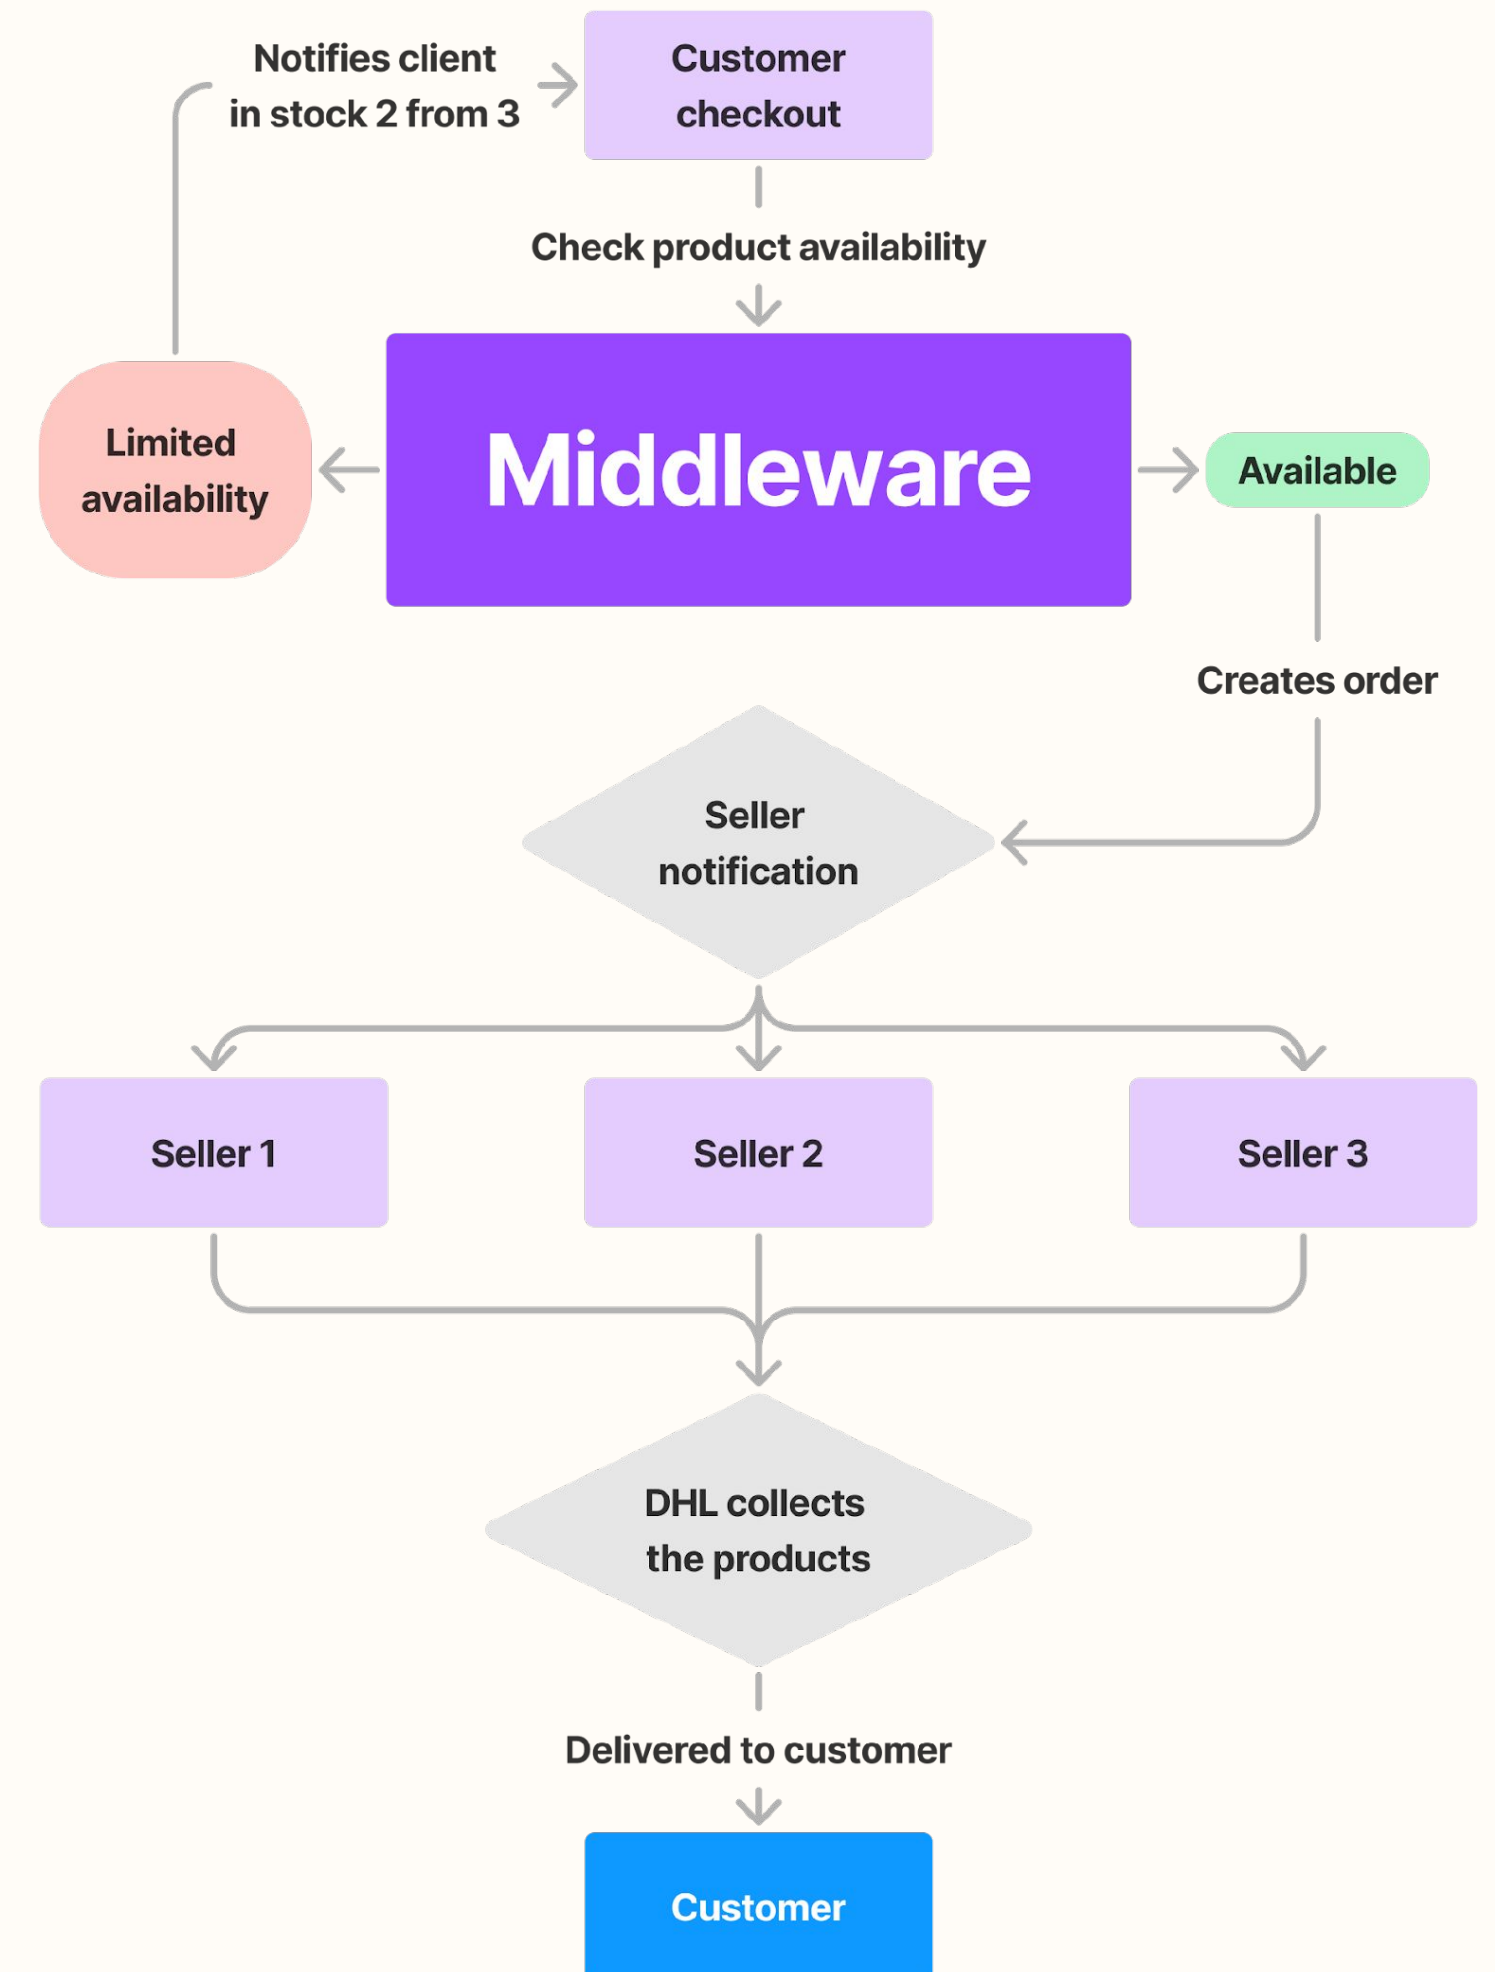 Notifies client
in stock 2 from 3
Customer
checkout
Check product availability
Limited
availability
Middleware
Available
Creates order
Seller
notification
Seller 1
Seller 2
Seller 3
DHL collects
the products
Delivered to customer
Customer